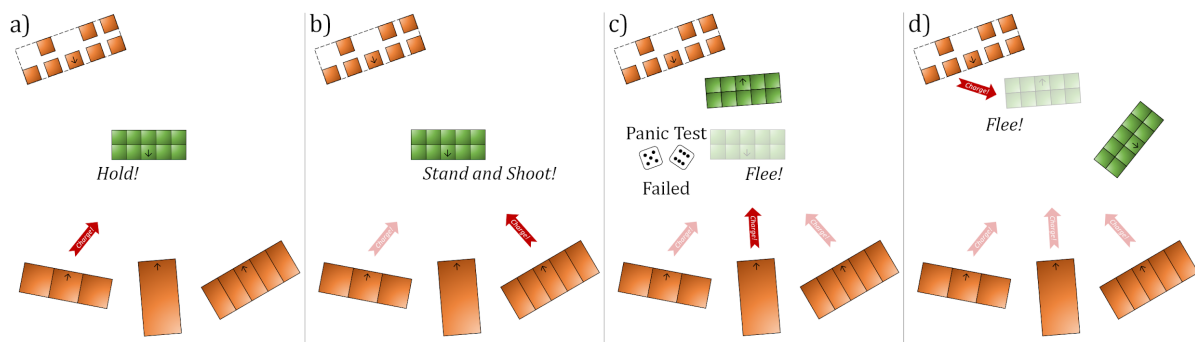 a)
Hold!
Charge!
b)
Stand and Shoot!
Charge!
Charge!
c)
Panic Test
Failed
Flee!
Charge!
Charge!
Charge!
d)
Charge!
Flee!
Charge!
Charge!
Charge!